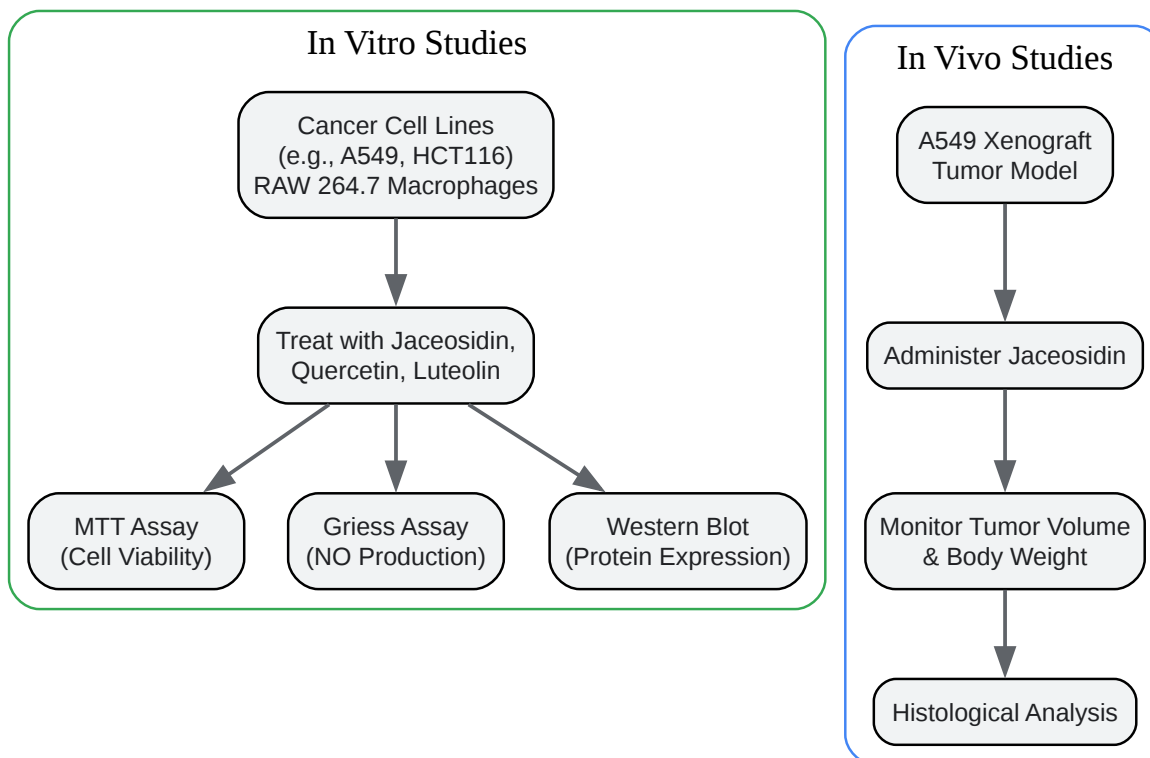 In Vitro Studies
Cancer Cell Lines
(e.g., A549, HCT116)
RAW 264.7 Macrophages
Treat with Jaceosidin,
Quercetin, Luteolin
MTT Assay
(Cell Viability)
Griess Assay
(NO Production)
Western Blot
(Protein Expression)
In Vivo Studies
A549 Xenograft
Tumor Model
Administer Jaceosidin
Monitor Tumor Volume
& Body Weight
Histological Analysis